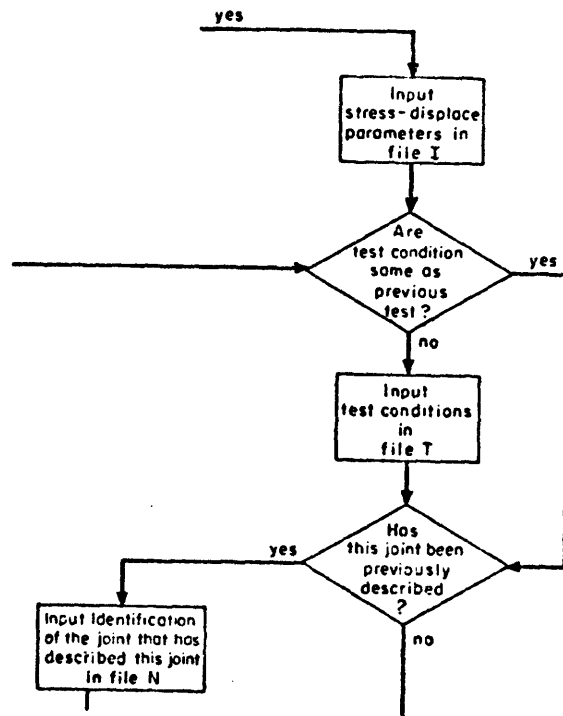 yes
Input
stress-displace
parameters in
file I
Are
test condition
same as
previous
test?
yes
no
Input
test conditions
in
file T
Has
this joint been
previously
described
?
yes
no
Input Identification
of the joint that has
described this joint
In file N